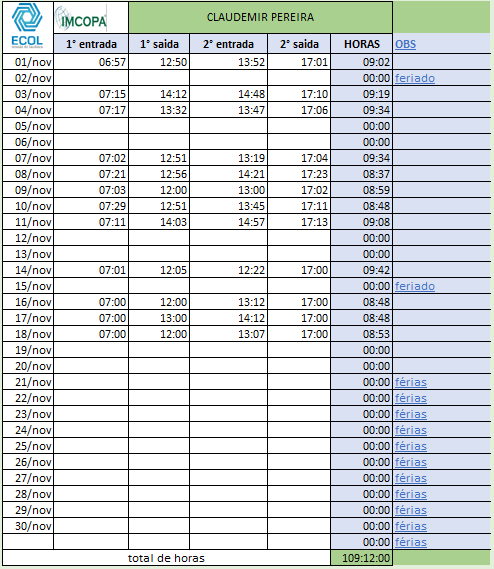 ECOL IMCOPA CLAUDEMIR PEREIRA
1° entrada 1° saida 2° entrada 2° saida HORAS OBS
01/nov 06:57 12:50 13:52 17:01 09:02
02/nov 00:00 feriado
03/nov 07:15 14:12 14:48 17:10 09:19
04/nov 07:17 13:32 13:47 17:06 09:34
05/nov 00:00
06/nov 00:00
07/nov 07:02 12:51 13:19 17:04 09:34
08/nov 07:21 12:56 14:21 17:23 08:37
09/nov 07:03 12:00 13:00 17:02 08:59
10/nov 07:29 12:51 13:45 17:11 08:48
11/nov 07:11 14:03 14:57 17:13 09:08
12/nov 00:00
13/nov 00:00
14/nov 07:01 12:05 12:22 17:00 09:42
15/nov 00:00 feriado
16/nov 07:00 12:00 13:12 17:00 08:48
17/nov 07:00 13:00 14:12 17:00 08:48
18/nov 07:00 12:00 13:07 17:00 08:53
19/nov 00:00
20/nov 00:00
21/nov 00:00 férias
22/nov 00:00 férias
23/nov 00:00 férias
24/nov 00:00 férias
25/nov 00:00 férias
26/nov 00:00 férias
27/nov 00:00 férias
28/nov 00:00 férias
29/nov 00:00 férias
30/nov 00:00 férias
00:00 férias
total de horas 109:12:00